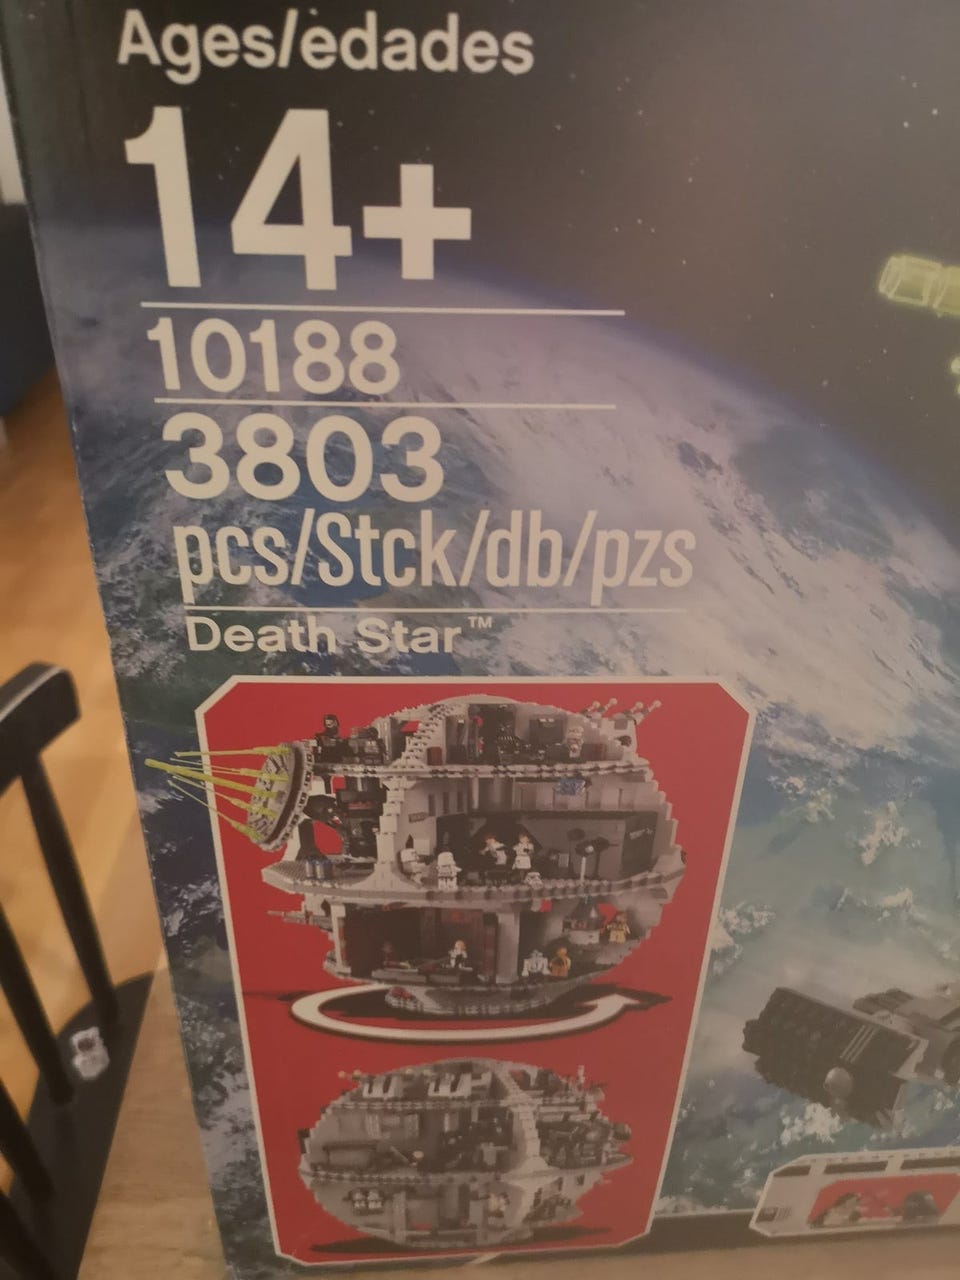 Ages/edades
14+
10188
3803
pcs/Stck/db/pzs
Death Star™